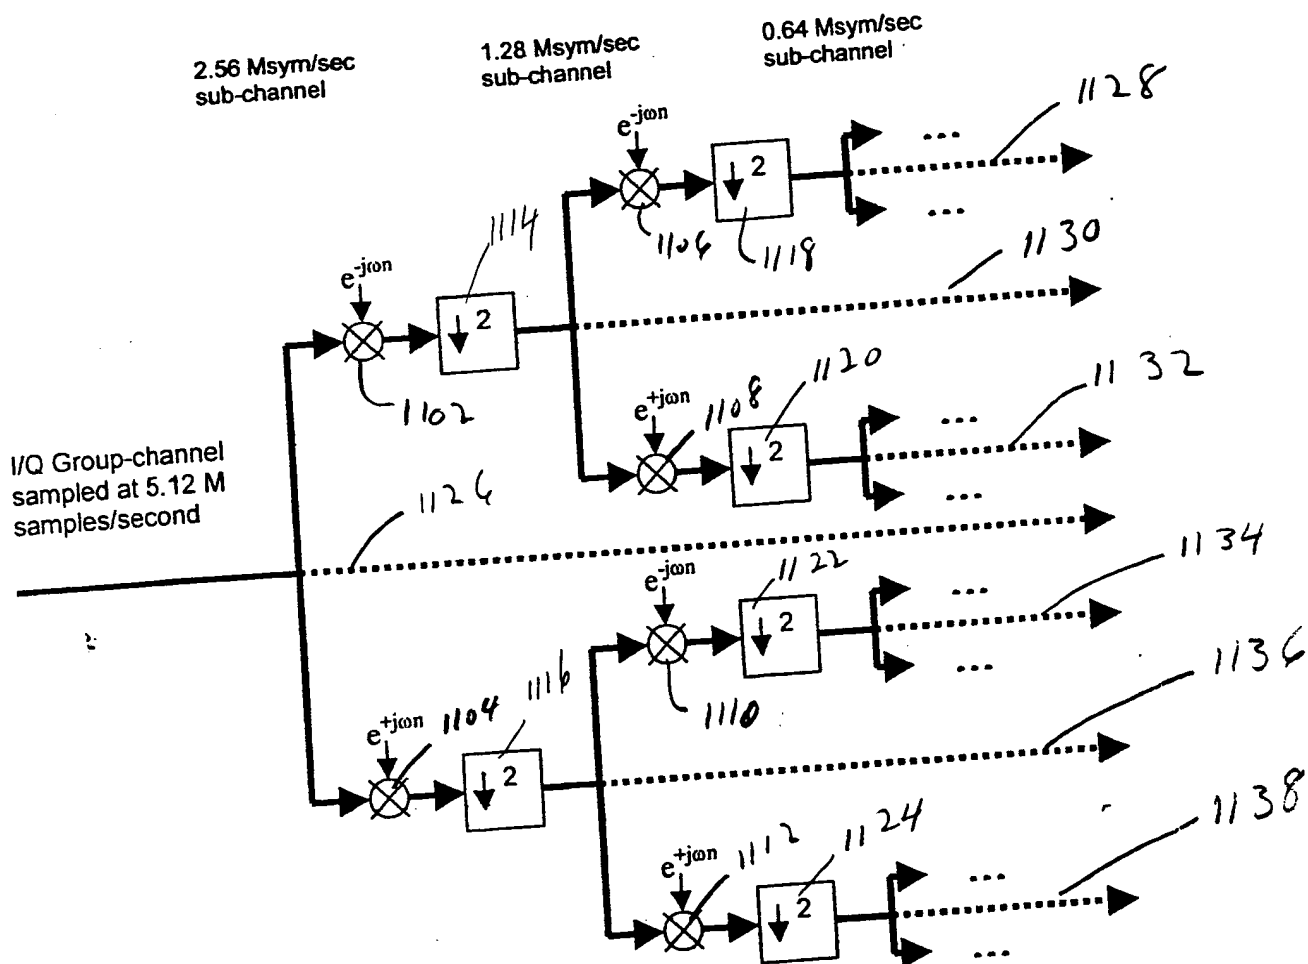 2.56 Msym/sec
sub-channel
1.28 Msym/sec
sub-channel
0.64 Msym/sec
sub-channel
1128
e-jωn
2
...
...
1106
1118
1114
1130
e-jωn
2
1102
1120
1132
e+jωn
1108
2
...
...
I/Q Group-channel
sampled at 5.12 M
samples/second
1126
1134
e-jωn
1122
2
...
...
1110
1136
1116
e+jωn
1104
2
1138
1124
e+jωn
1112
2
...
...